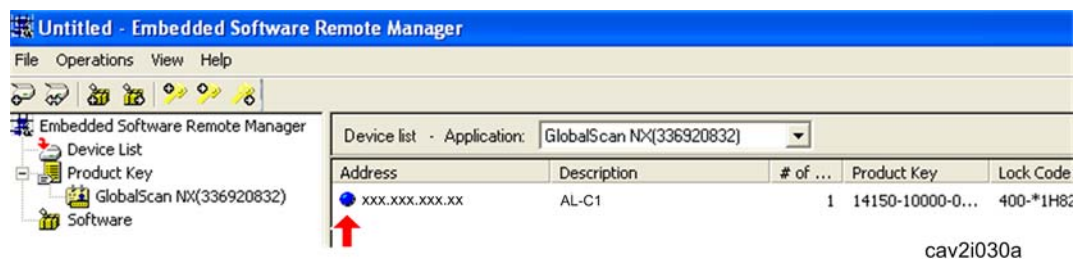 Untitled - Embedded Software Remote Manager
File Operations View Help
Embedded Software Remote Manager
Device List
Product Key
GlobalScan NX(336920832)
Software
Device list - Application: GlobalScan NX(336920832)
Address Description # of ... Product Key Lock Code
xxx.xxx.xxx.xx AL-C1 1 14150-10000-0... 400-*1H82
cav2i030a